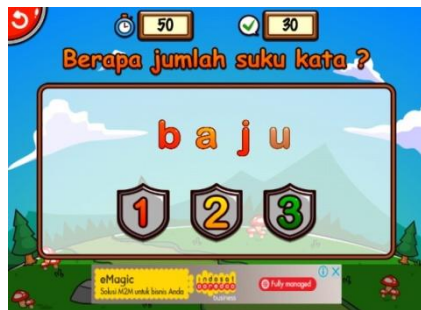 50 30
Berapa jumlah suku kata ?
b a j u
1 2 3
eMagic
Solusi M2M untuk bisnis Anda
indosat
ooredoo
business
Fully managed